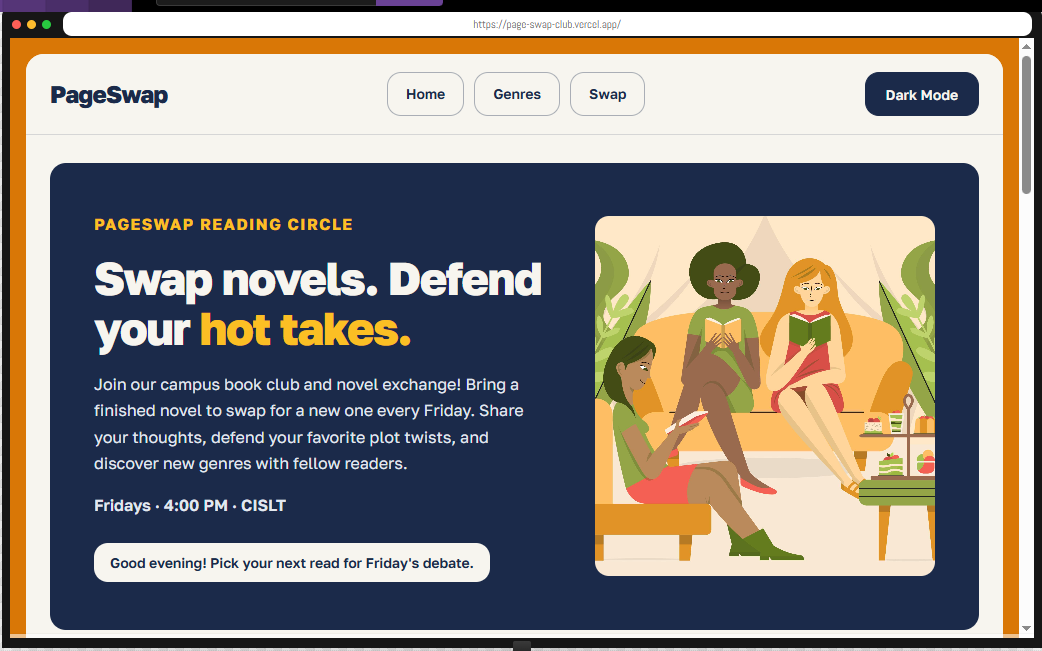 https://page-swap-club.vercel.app/
PageSwap
Home
Genres
Swap
Dark Mode
PAGESWAP READING CIRCLE
Swap novels. Defend
your hot takes.
Join our campus book club and novel exchange! Bring a
finished novel to swap for a new one every Friday. Share
your thoughts, defend your favorite plot twists, and
discover new genres with fellow readers.
Fridays · 4:00 PM · CISLT
Good evening! Pick your next read for Friday's debate.